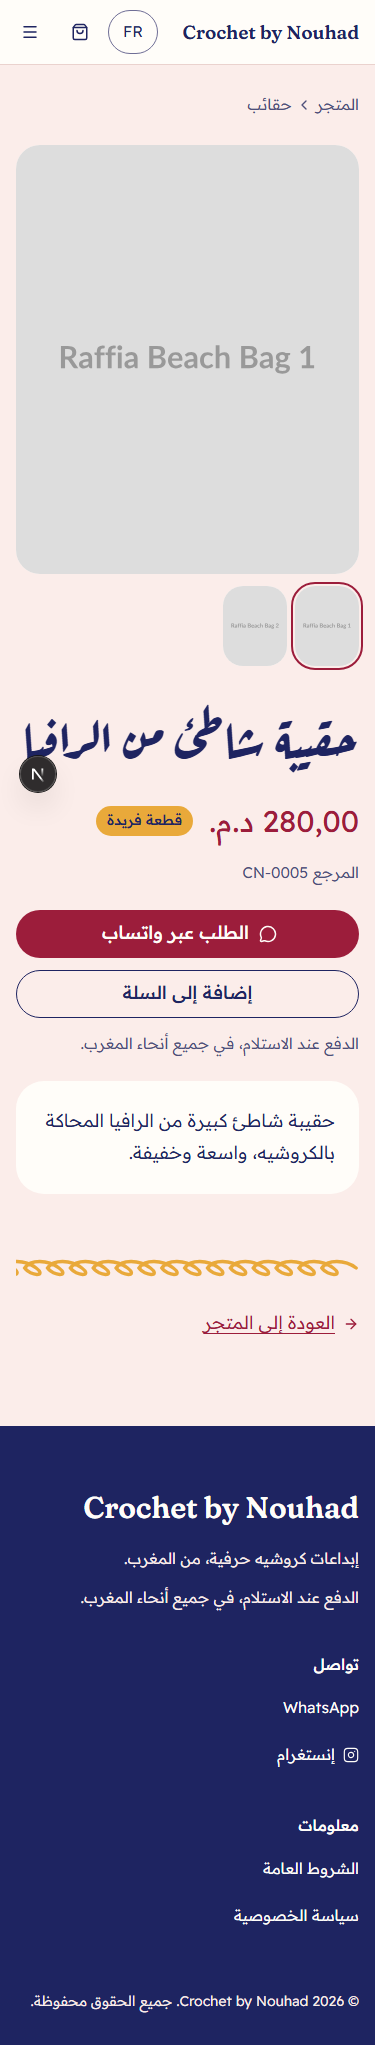 Crochet by Nouhad
FR
المتجر
حقائب
Raffia Beach Bag 1
Raffia Beach Bag 1
Raffia Beach Bag 2
حقيبة شاطئ من الرافيا
N
280,00 د.م.
قطعة فريدة
المرجع CN-0005
الطلب عبر واتساب
إضافة إلى السلة
الدفع عند الاستلام، في جميع أنحاء المغرب.
حقيبة شاطئ كبيرة من الرافيا المحاكة
بالكروشيه، واسعة وخفيفة.
العودة إلى المتجر
Crochet by Nouhad
إبداعات كروشيه حرفية، من المغرب.
الدفع عند الاستلام، في جميع أنحاء المغرب.
تواصل
WhatsApp
إنستغرام
معلومات
الشروط العامة
سياسة الخصوصية
© 2026 Crochet by Nouhad. جميع الحقوق محفوظة.